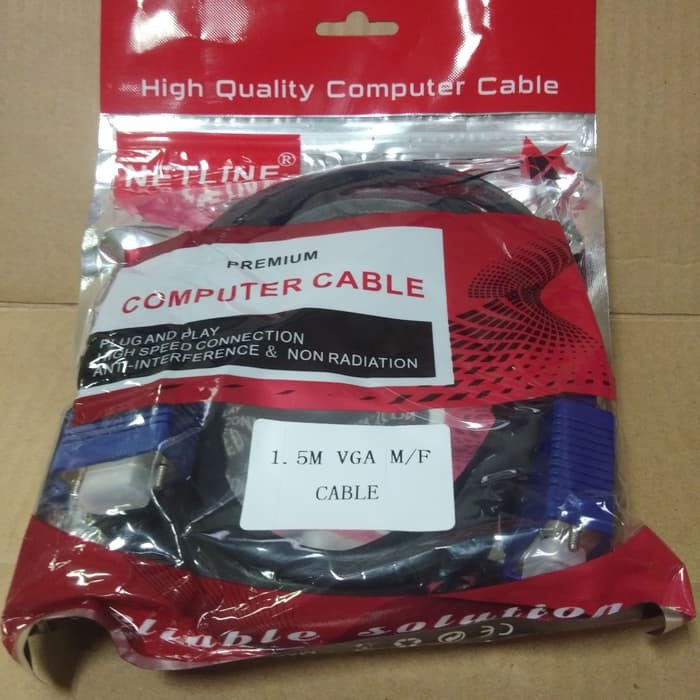 High Quality Computer Cable
NETLINE®
PREMIUM
COMPUTER CABLE
PLUG AND PLAY
HIGH SPEED CONNECTION
ANTI-INTERFERENCE & NON RADIATION
1.5M VGA M/F
CABLE
liable solution
CE